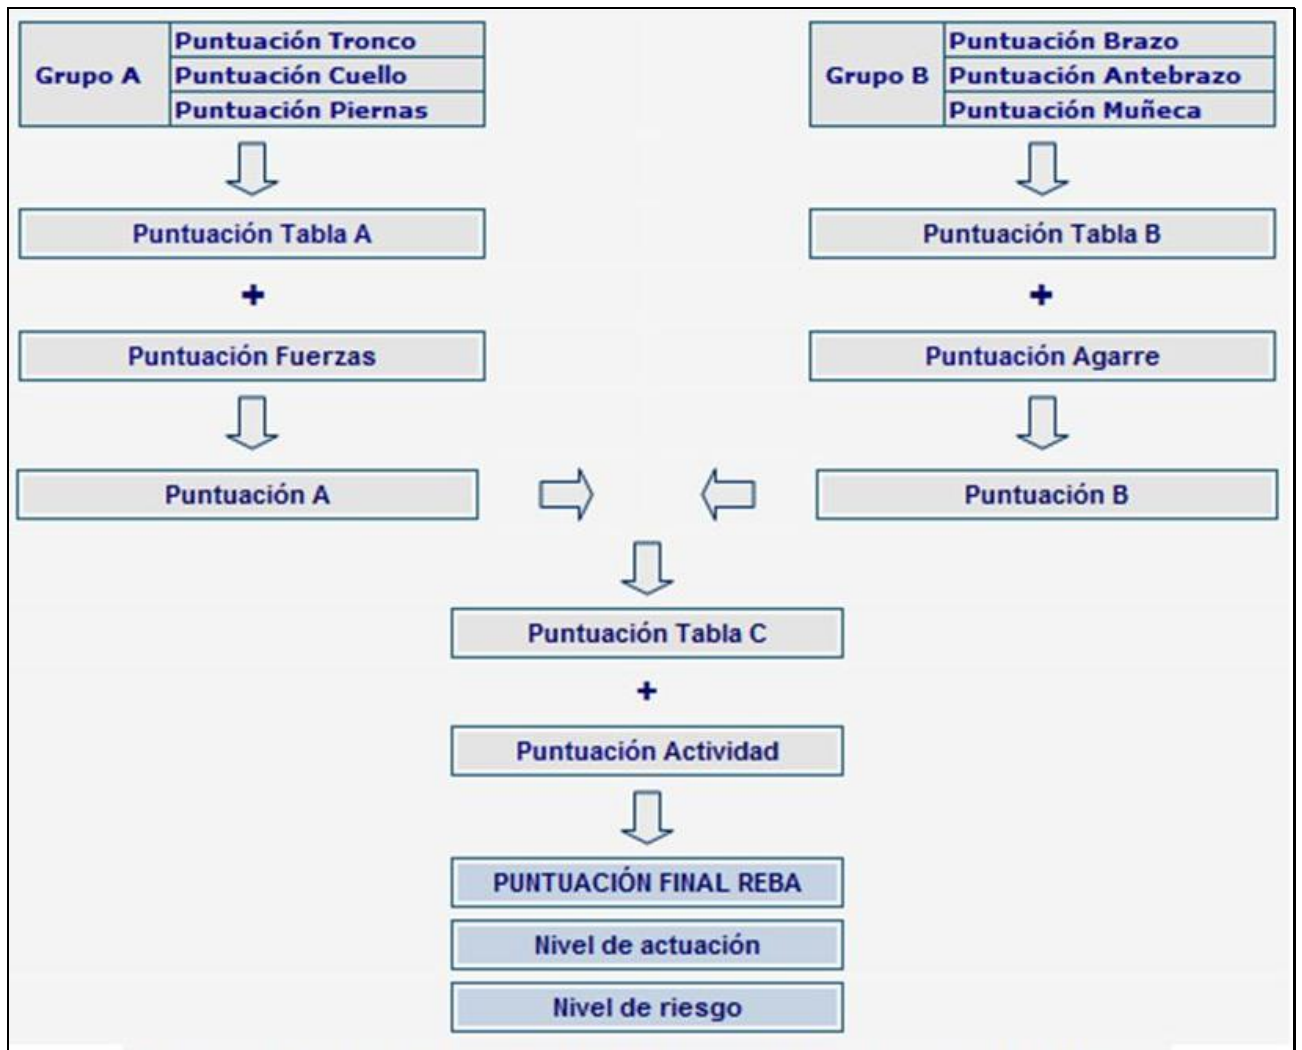 Grupo A
Puntuación Tronco
Puntuación Cuello
Puntuación Piernas
Grupo B
Puntuación Brazo
Puntuación Antebrazo
Puntuación Muñeca
Puntuación Tabla A
Puntuación Tabla B
+
+
Puntuación Fuerzas
Puntuación Agarre
Puntuación A
Puntuación B
Puntuación Tabla C
+
Puntuación Actividad
PUNTUACIÓN FINAL REBA
Nivel de actuación
Nivel de riesgo